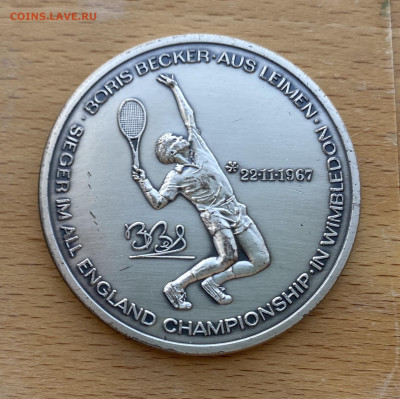 COINS.LAVE.RU
· BORIS BECKER · AUS LEIMEN ·
SIEGER IM ALL ENGLAND CHAMPIONSHIP · IN WIMBLEDON
* 22·11·1967